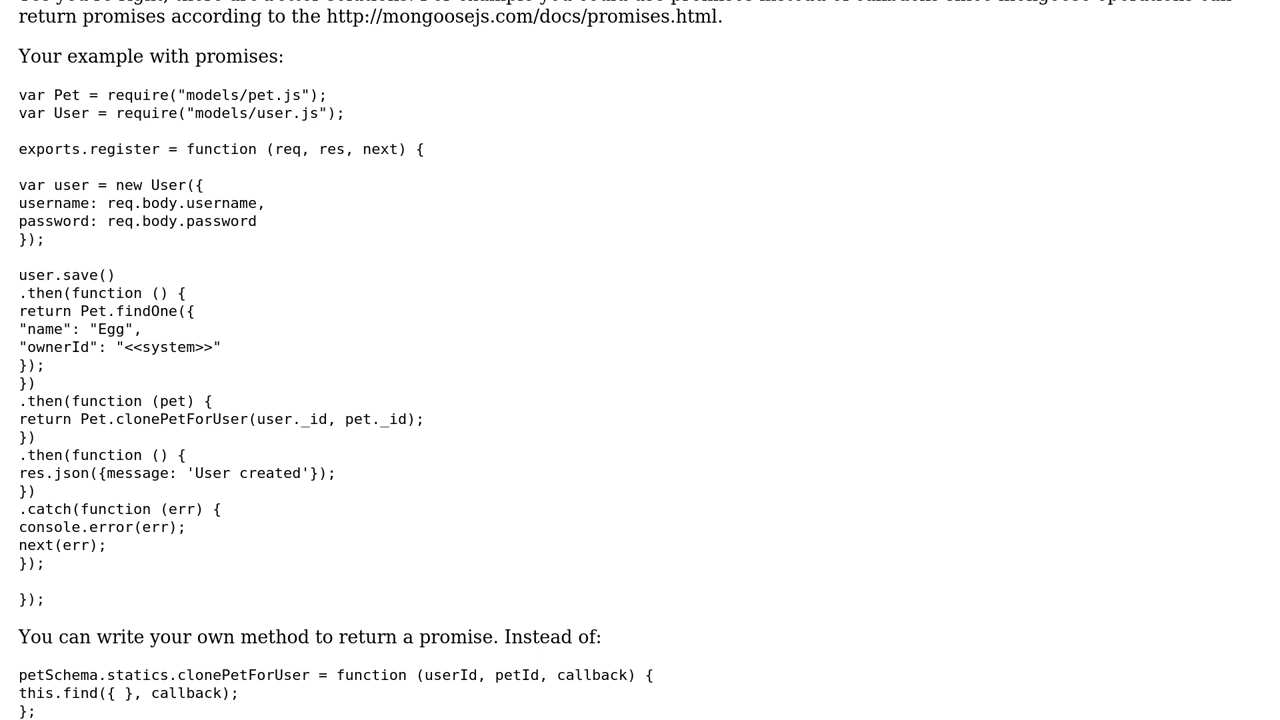 return promises according to the http://mongoosejs.com/docs/promises.html.
Your example with promises:
var Pet = require("models/pet.js");
var User = require("models/user.js");
exports.register = function (req, res, next) {
var user = new User({
username: req.body.username,
password: req.body.password
});
user.save()
.then(function () {
return Pet.findOne({
"name": "Egg",
"ownerId": "<<system>>"
});
})
.then(function (pet) {
return Pet.clonePetForUser(user._id, pet._id);
})
.then(function () {
res.json({message: 'User created'});
})
.catch(function (err) {
console.error(err);
next(err);
});
});
You can write your own method to return a promise. Instead of:
petSchema.statics.clonePetForUser = function (userId, petId, callback) {
this.find({ }, callback);
};